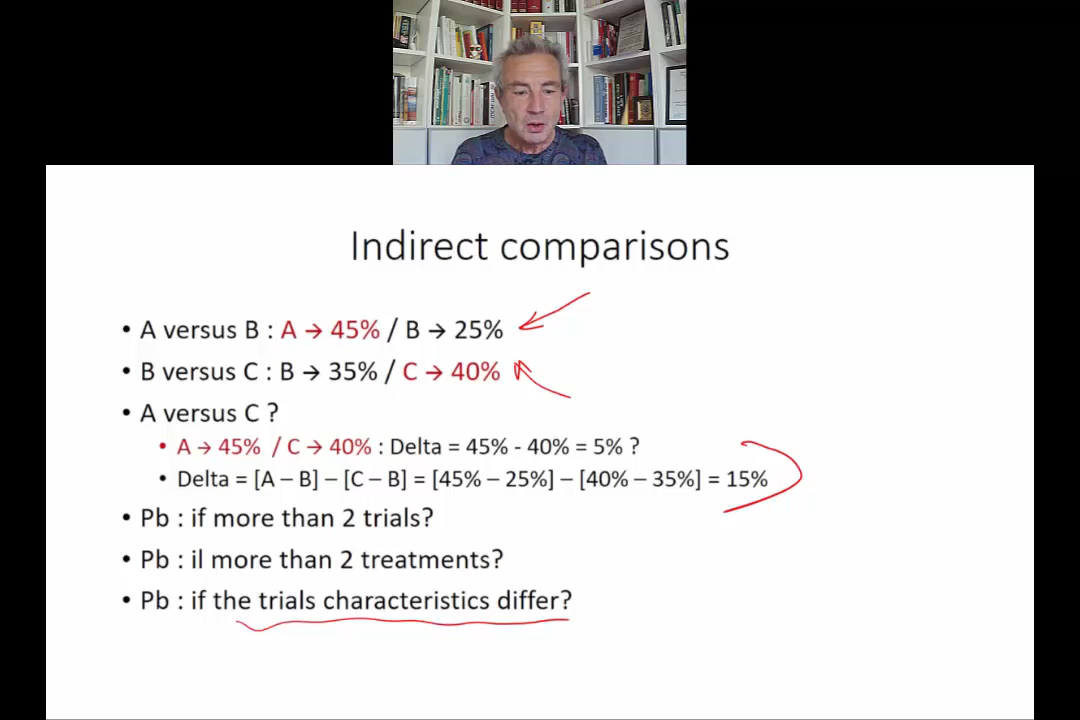 Indirect comparisons
• A versus B : A → 45% / B → 25%
• B versus C : B → 35% / C → 40%
• A versus C ?
• A → 45% / C → 40% : Delta = 45% - 40% = 5% ?
• Delta = [A – B] – [C – B] = [45% – 25%] – [40% – 35%] = 15%
• Pb : if more than 2 trials?
• Pb : il more than 2 treatments?
• Pb : if the trials characteristics differ?